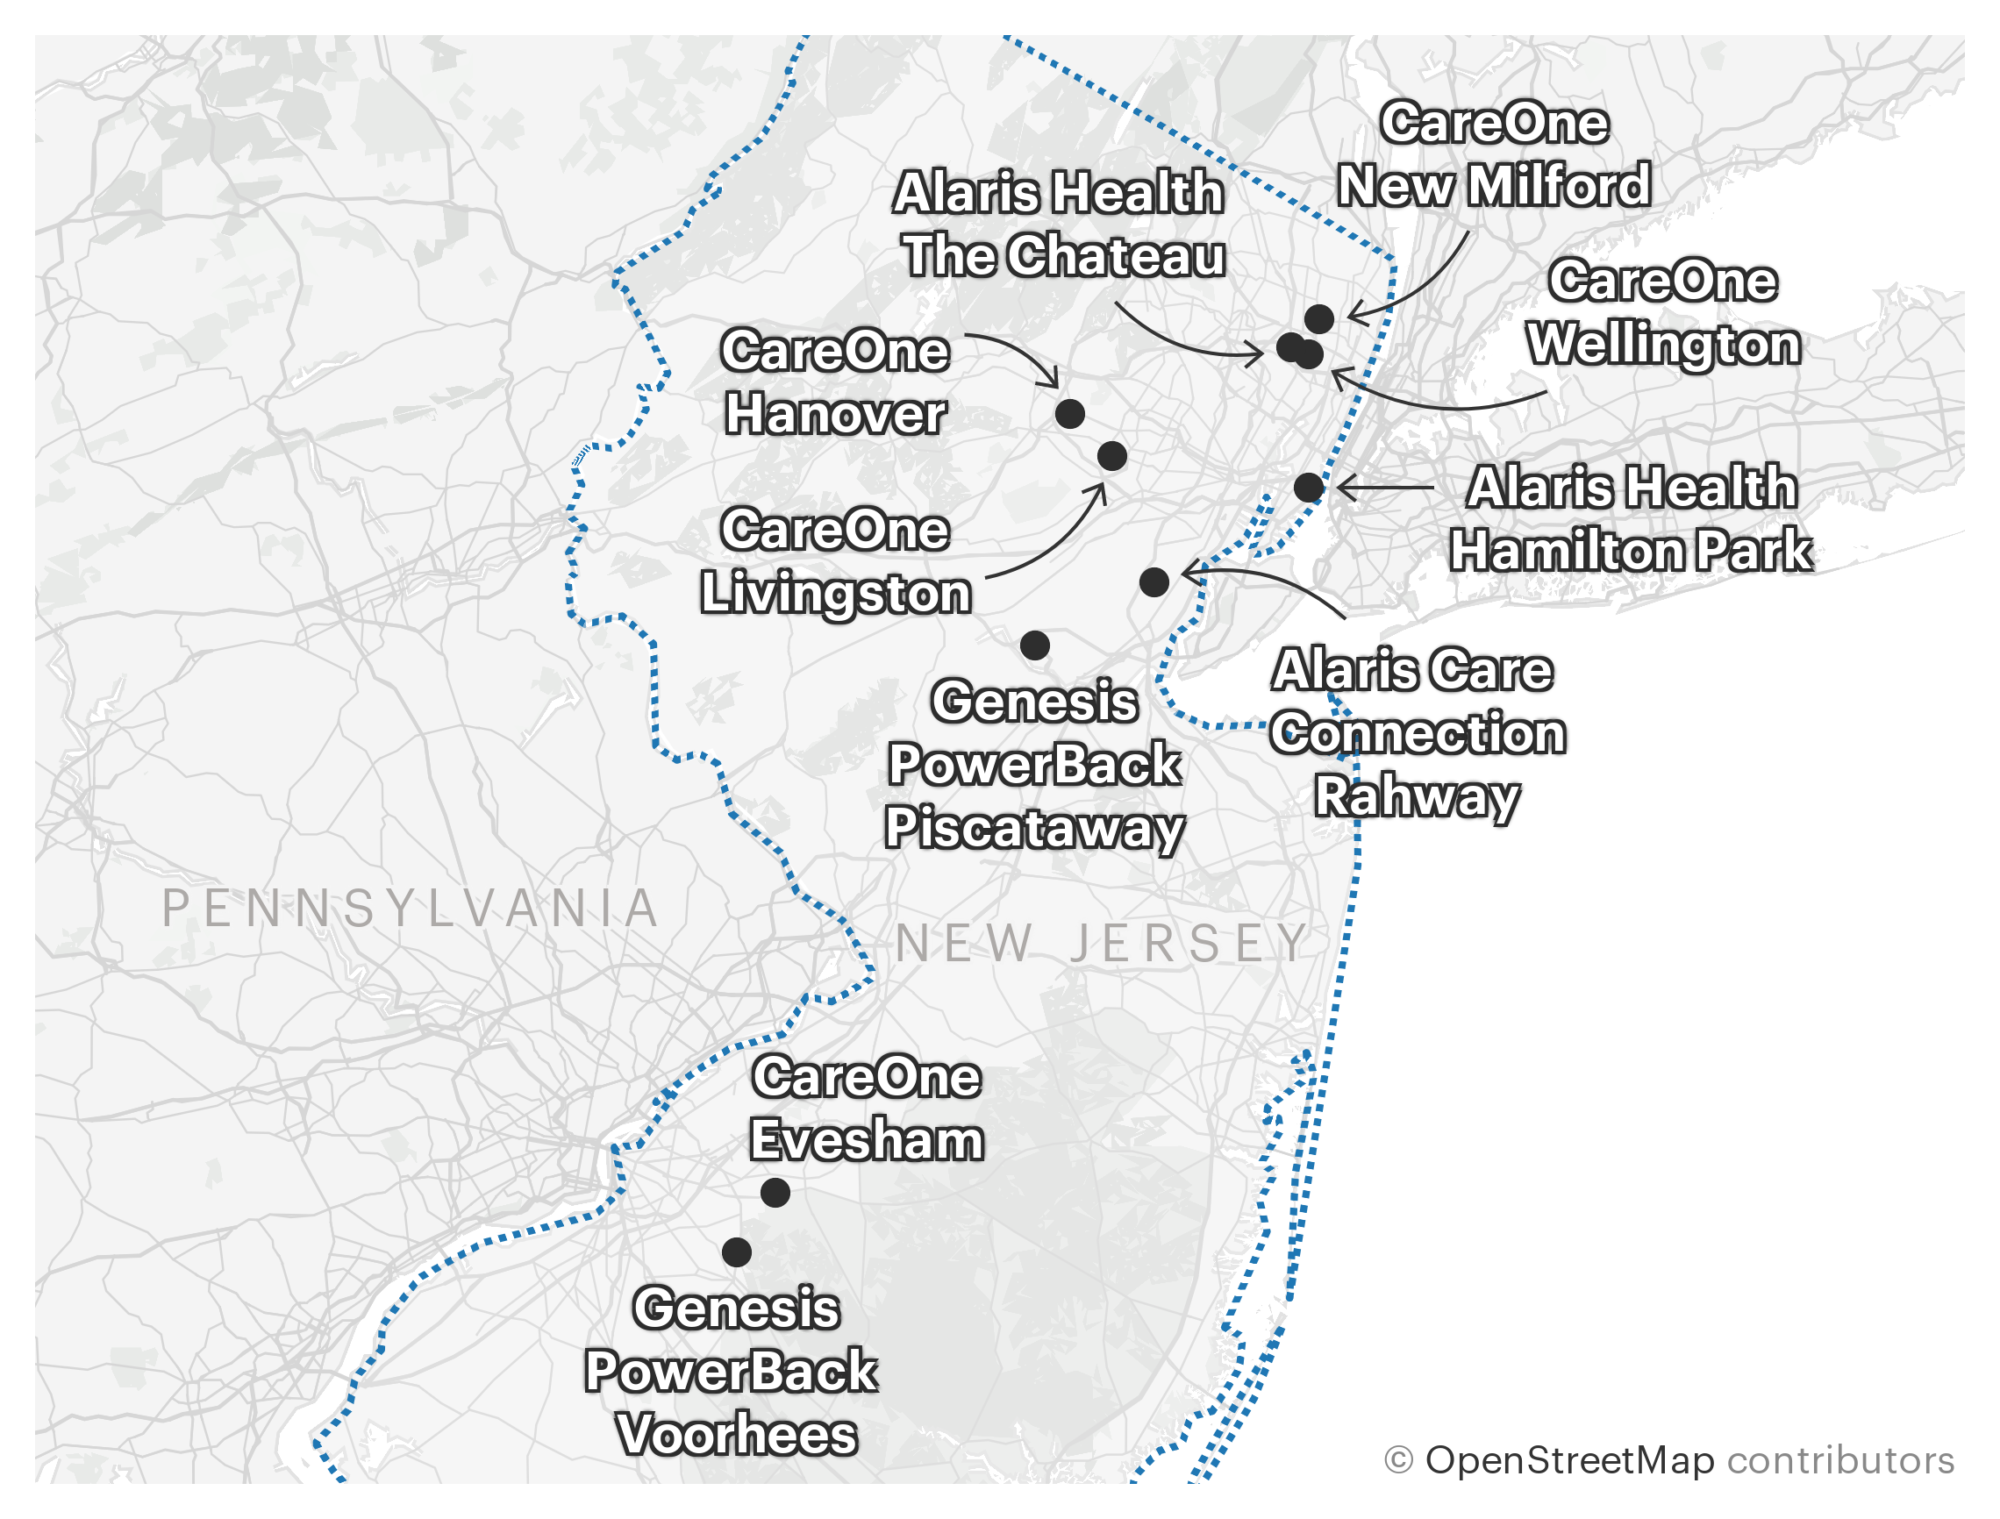 CareOne
New Milford
Alaris Health
The Chateau
CareOne
Wellington
CareOne
Hanover
Alaris Health
Hamilton Park
CareOne
Livingston
Alaris Care
Connection
Rahway
Genesis
PowerBack
Piscataway
PENNSYLVANIA
NEW JERSEY
CareOne
Evesham
Genesis
PowerBack
Voorhees
© OpenStreetMap contributors